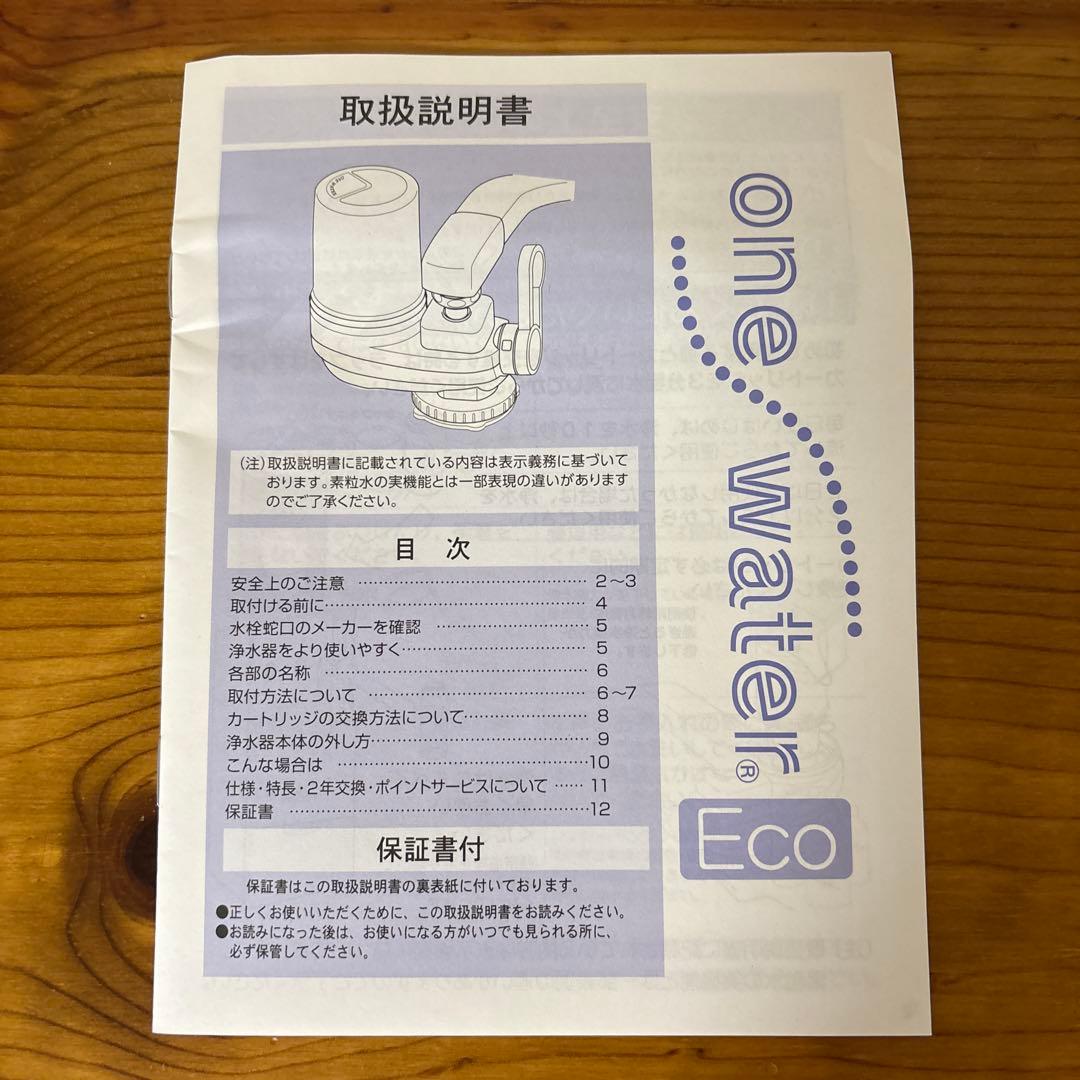 取扱説明書
(注)取扱説明書に記載されている内容は表示義務に基づいて
おります。素粒水の実機能とは一部表現の違いがあります
のでご了承ください。
目 次
安全上のご注意 …………………………………… 2〜3
取付ける前に…………………………………… 4
水栓蛇口のメーカーを確認 ………………………… 5
浄水器をより使いやすく…………………………… 5
各部の名称 ………………………………………… 6
取付方法について ………………………………… 6〜7
カートリッジの交換方法について………………… 8
浄水器本体の外し方………………………………… 9
こんな場合は ………………………………………10
仕様・特長・2年交換・ポイントサービスについて …… 11
保証書 ………………………………………………12
保証書付
保証書はこの取扱説明書の裏表紙に付いております。
●正しくお使いいただくために、この取扱説明書をお読みください。
●お読みになった後は、お使いになる方がいつでも見られる所に、
必ず保管してください。
one water®
Eco